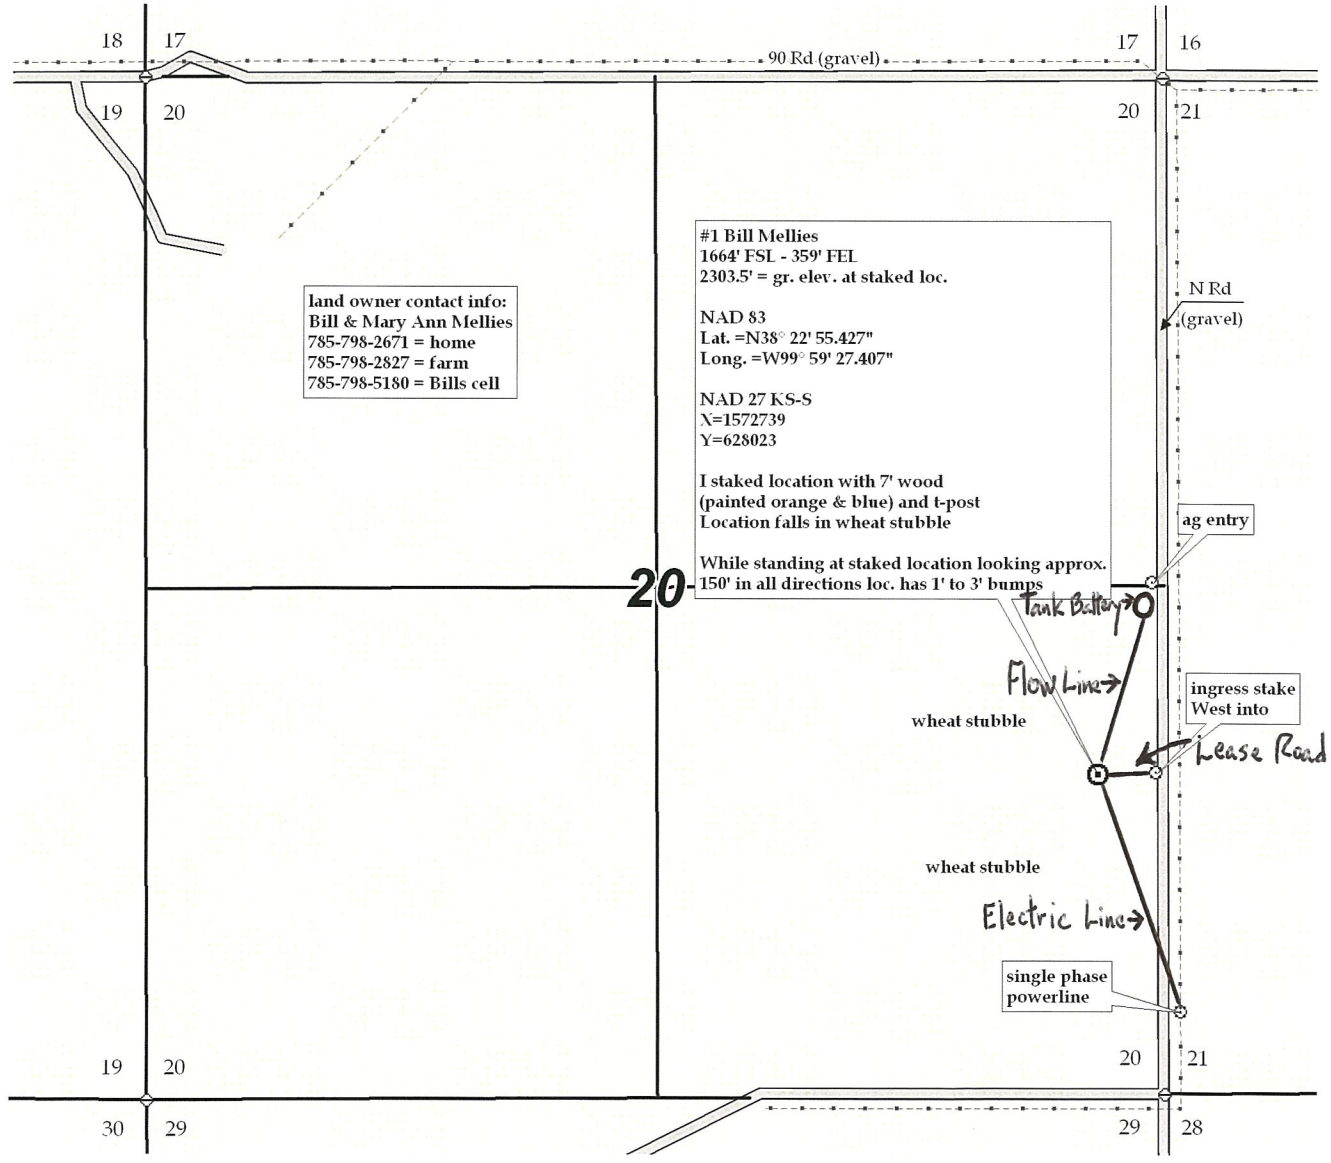 18 17
17 16
90 Rd (gravel)
19 20
20 21
#1 Bill Mellies
1664' FSL - 359' FEL
2303.5' = gr. elev. at staked loc.
NAD 83
Lat. =N38° 22' 55.427"
Long. =W99° 59' 27.407"
NAD 27 KS-S
X=1572739
Y=628023
I staked location with 7' wood
(painted orange & blue) and t-post
Location falls in wheat stubble
While standing at staked location looking approx.
150' in all directions loc. has 1' to 3' bumps
land owner contact info:
Bill & Mary Ann Mellies
785-798-2671 = home
785-798-2827 = farm
785-798-5180 = Bills cell
N Rd
(gravel)
ag entry
20
Tank Battery
Flow Line
ingress stake
West into
wheat stubble
Lease Road
wheat stubble
Electric Line
single phase
powerline
19 20
20 21
30 29
29 28